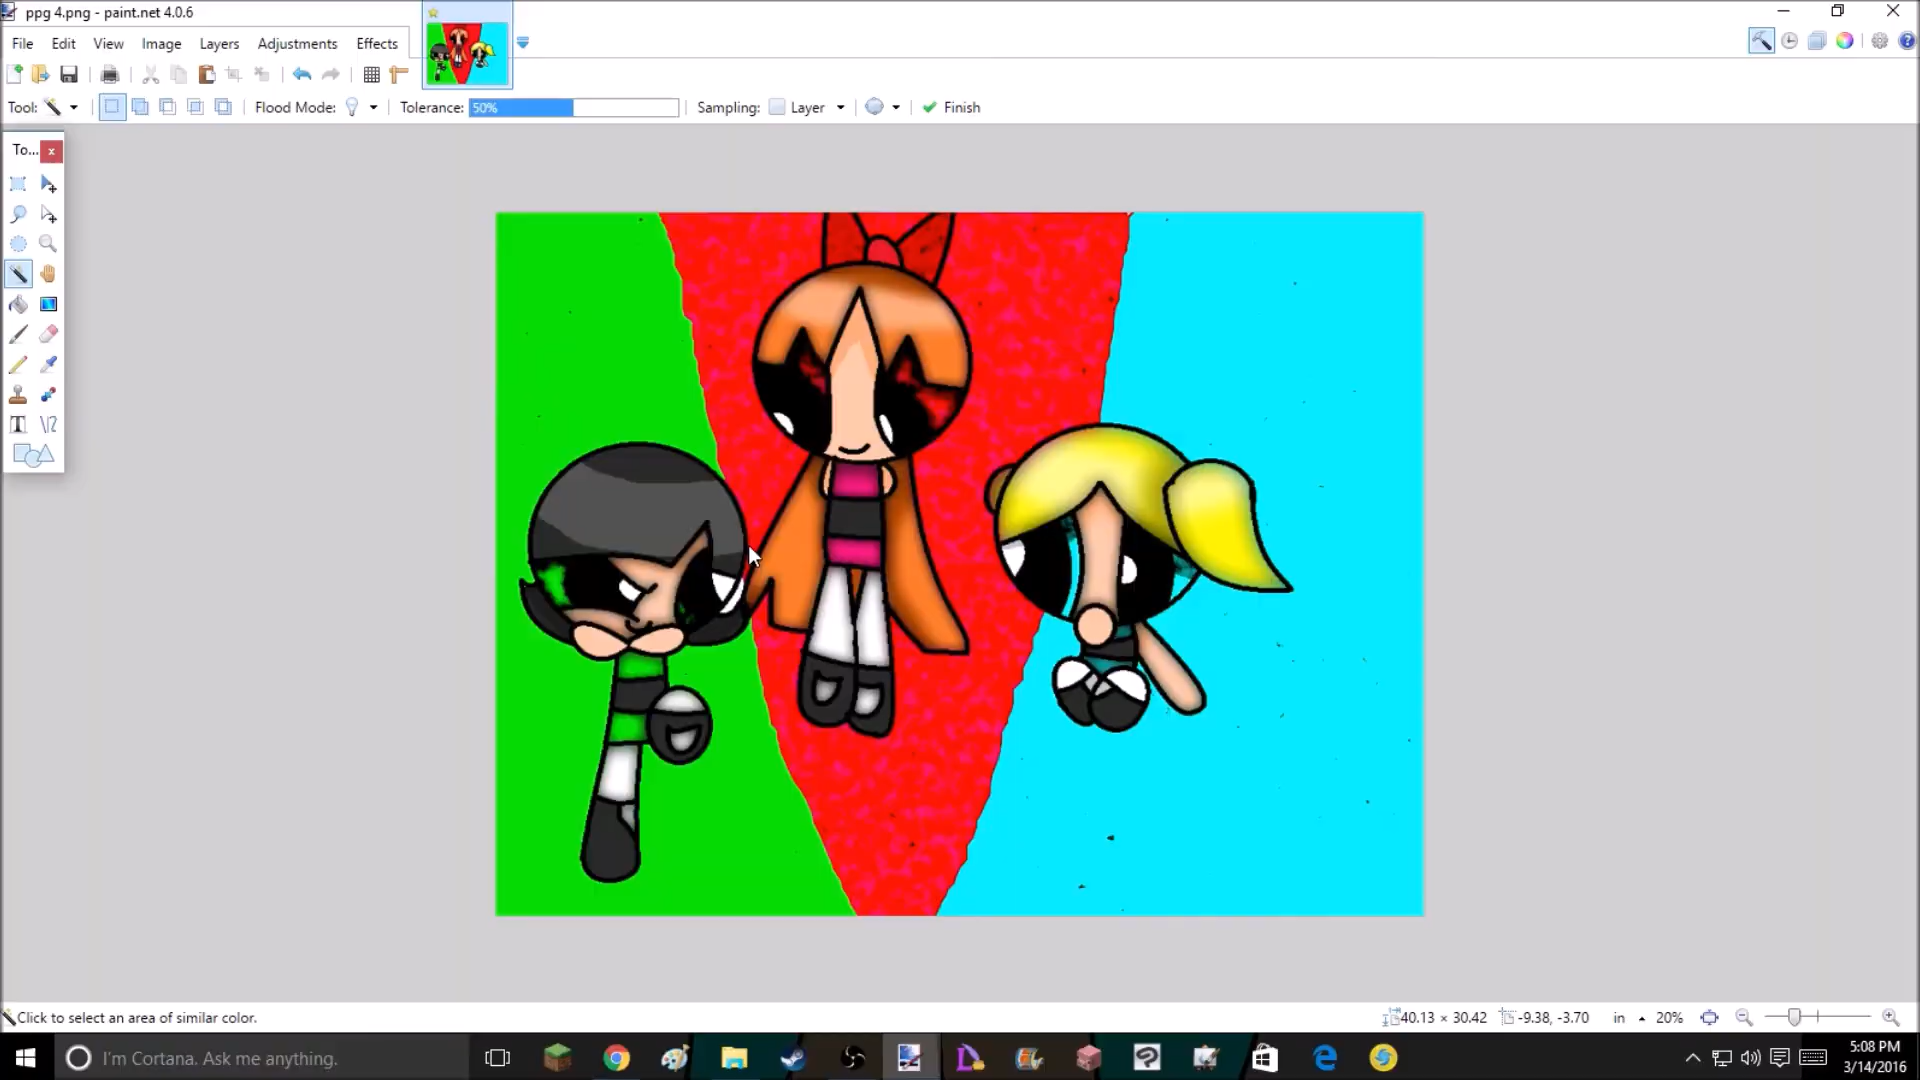 ppg 4.png - paint.net 4.0.6
File Edit View Image Layers Adjustments Effects
Tool: Flood Mode: Tolerance: 50% Sampling: Layer Finish
To...
Click to select an area of similar color.
40.13 × 30.42 -9.38, -3.70 in 20%
I'm Cortana. Ask me anything.
5:08 PM
3/14/2016